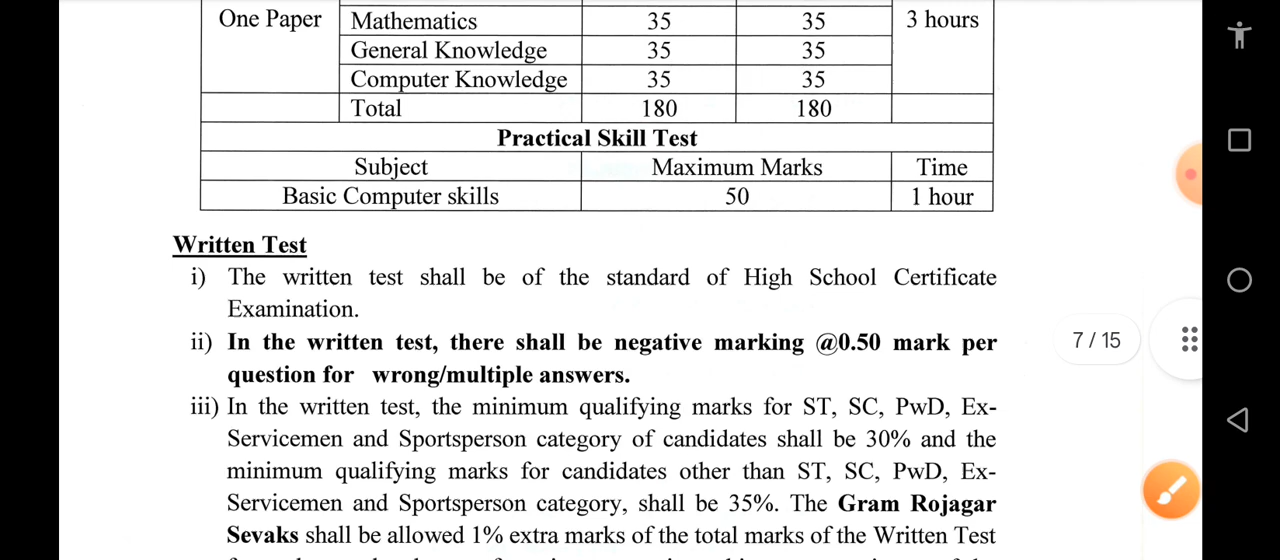 One Paper Mathematics 35 35 3 hours
General Knowledge 35 35
Computer Knowledge 35 35
Total 180 180
Practical Skill Test
Subject Maximum Marks Time
Basic Computer skills 50 1 hour
Written Test
i) The written test shall be of the standard of High School Certificate
Examination.
ii) In the written test, there shall be negative marking @0.50 mark per
question for wrong/multiple answers.
7 / 15
iii) In the written test, the minimum qualifying marks for ST, SC, PwD, Ex-
Servicemen and Sportsperson category of candidates shall be 30% and the
minimum qualifying marks for candidates other than ST, SC, PwD, Ex-
Servicemen and Sportsperson category, shall be 35%. The Gram Rojagar
Sevaks shall be allowed 1% extra marks of the total marks of the Written Test